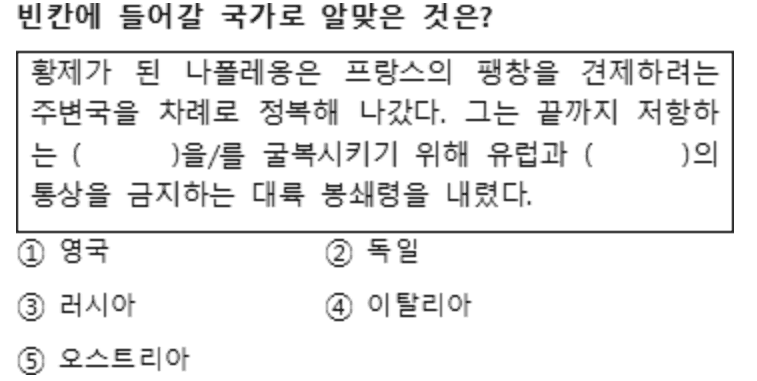 빈칸에 들어갈 국가로 알맞은 것은?
황제가 된 나폴레옹은 프랑스의 팽창을 견제하려는
주변국을 차례로 정복해 나갔다. 그는 끝까지 저항하
는 (        )을/를 굴복시키기 위해 유럽과 (        )의
통상을 금지하는 대륙 봉쇄령을 내렸다.
① 영국 ② 독일
③ 러시아 ④ 이탈리아
⑤ 오스트리아